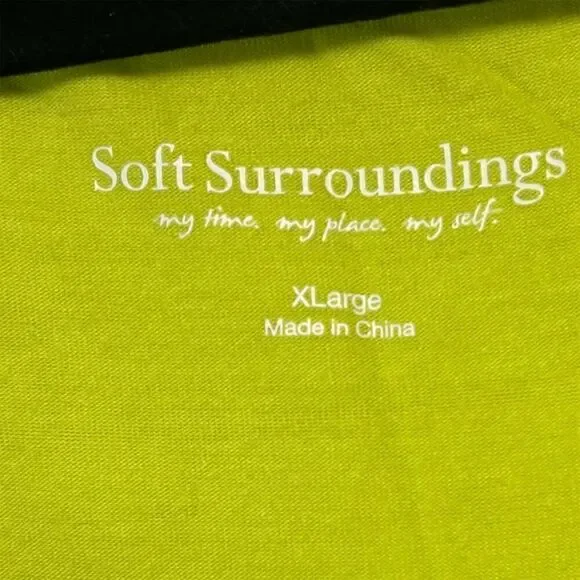 Soft Surroundings
my time. my place. my self.
XLarge
Made in China